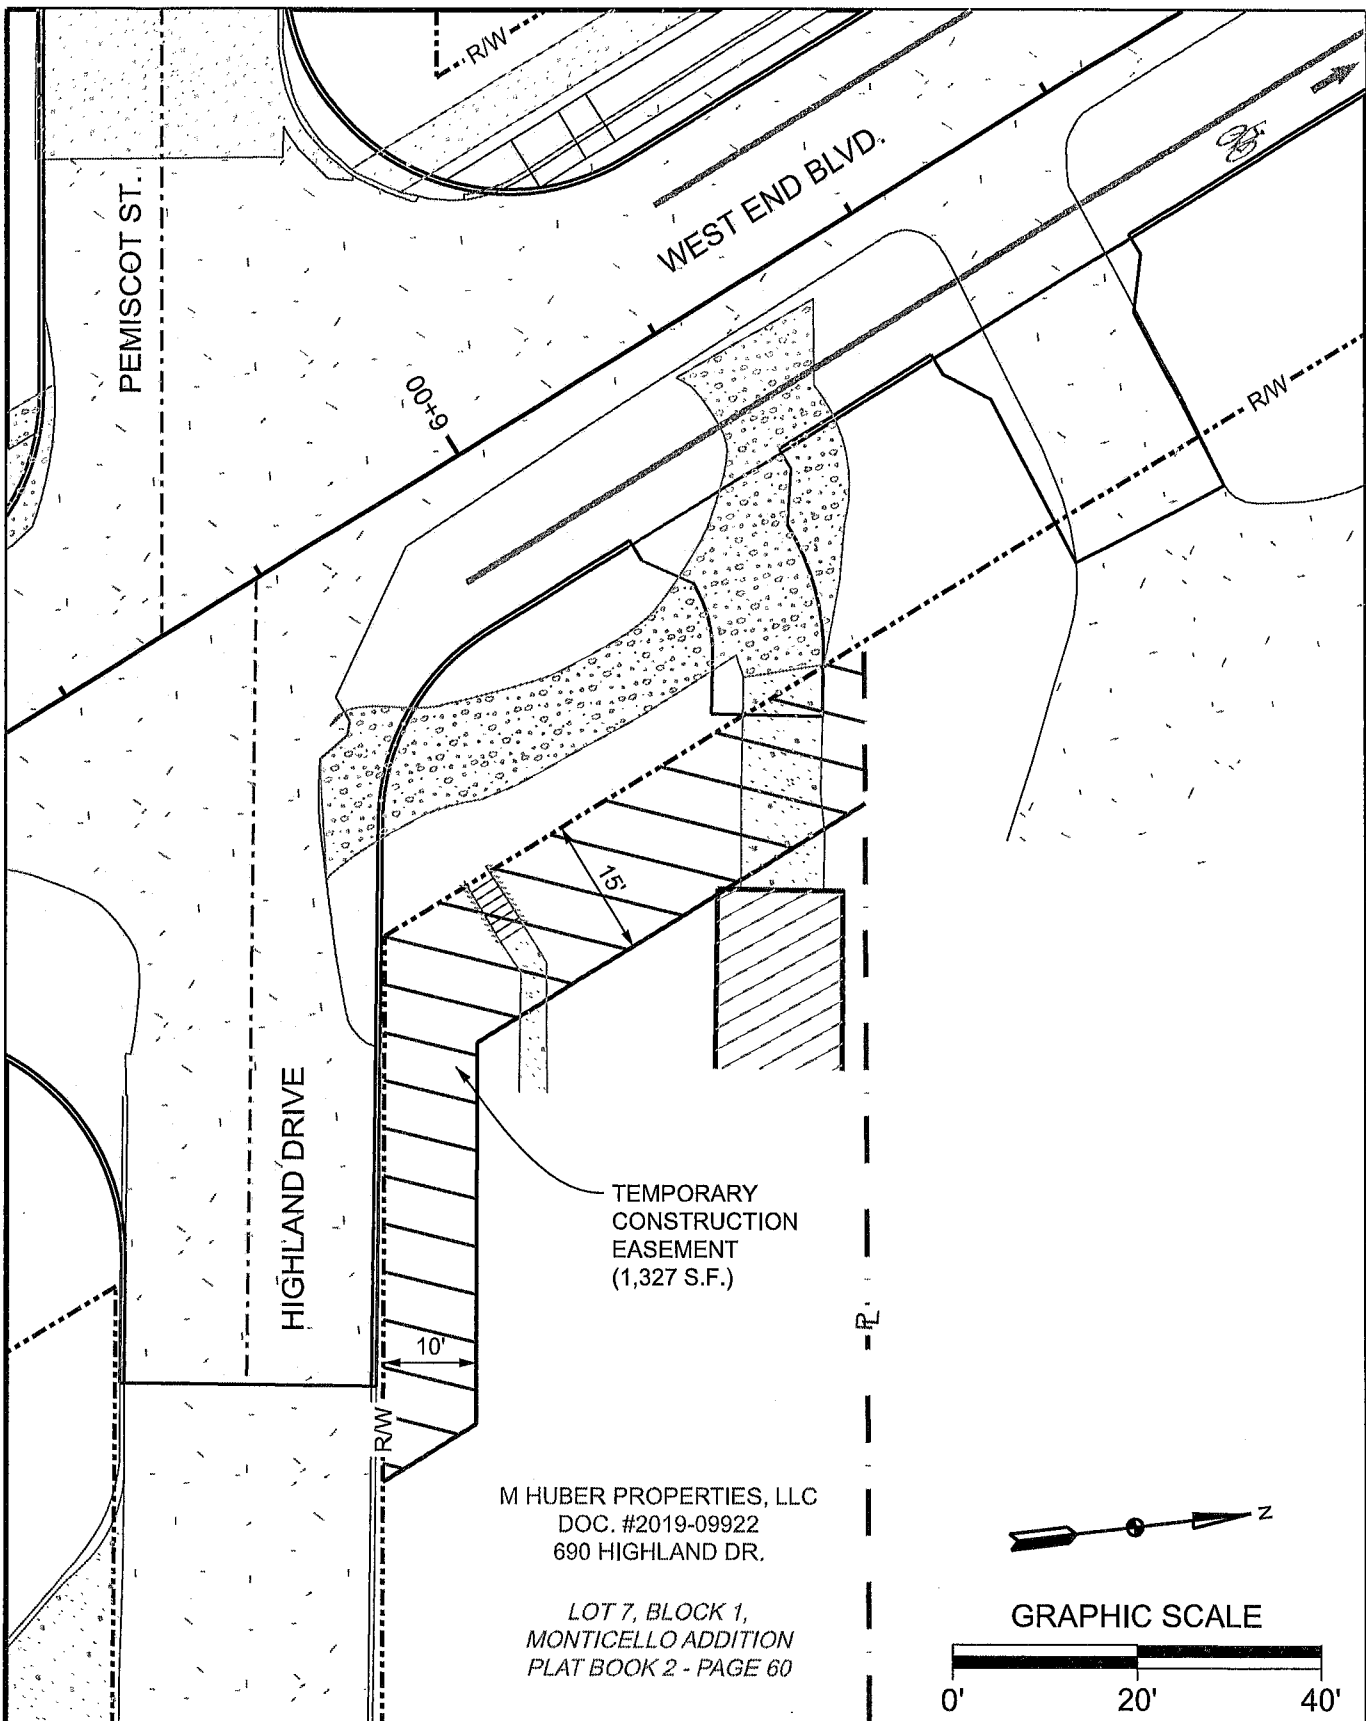 R/W
PEMISCOT ST.
WEST END BLVD.
6+00
R/W
15'
HIGHLAND DRIVE
TEMPORARY
CONSTRUCTION
EASEMENT
(1,327 S.F.)
PL
10'
R/W
M HUBER PROPERTIES, LLC
DOC. #2019-09922
690 HIGHLAND DR.
LOT 7, BLOCK 1,
MONTICELLO ADDITION
PLAT BOOK 2 - PAGE 60
N
GRAPHIC SCALE
0' 20' 40'